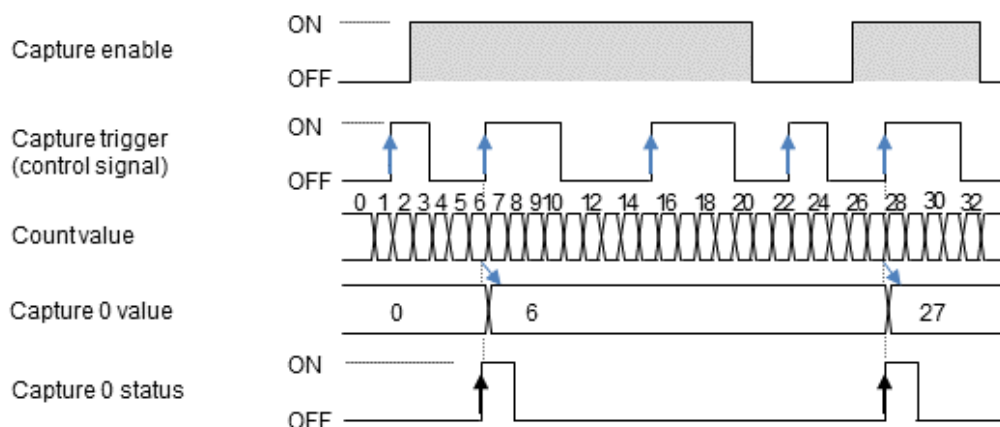 ON
Capture enable
OFF
ON
Capture trigger
(control signal)
OFF
0 1 2 3 4 5 6 7 8 9 10 12 14 16 18 20 22 24 26 28 30 32
Count value
Capture 0 value 0 6 27
ON
Capture 0 status
OFF